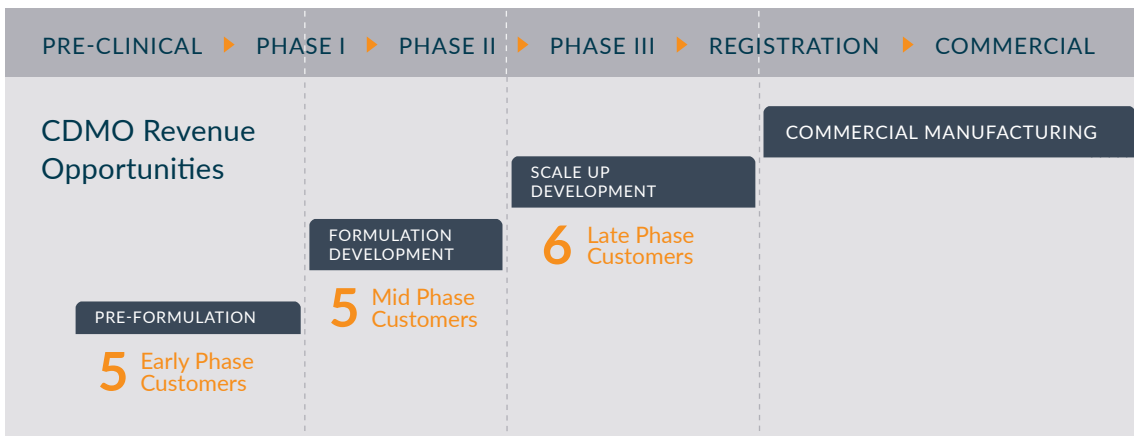 PRE-CLINICAL PHASE I PHASE II PHASE III REGISTRATION COMMERCIAL
CDMO Revenue
Opportunities
COMMERCIAL MANUFACTURING
SCALE UP
DEVELOPMENT
6 Late Phase
Customers
FORMULATION
DEVELOPMENT
5 Mid Phase
Customers
PRE-FORMULATION
5 Early Phase
Customers